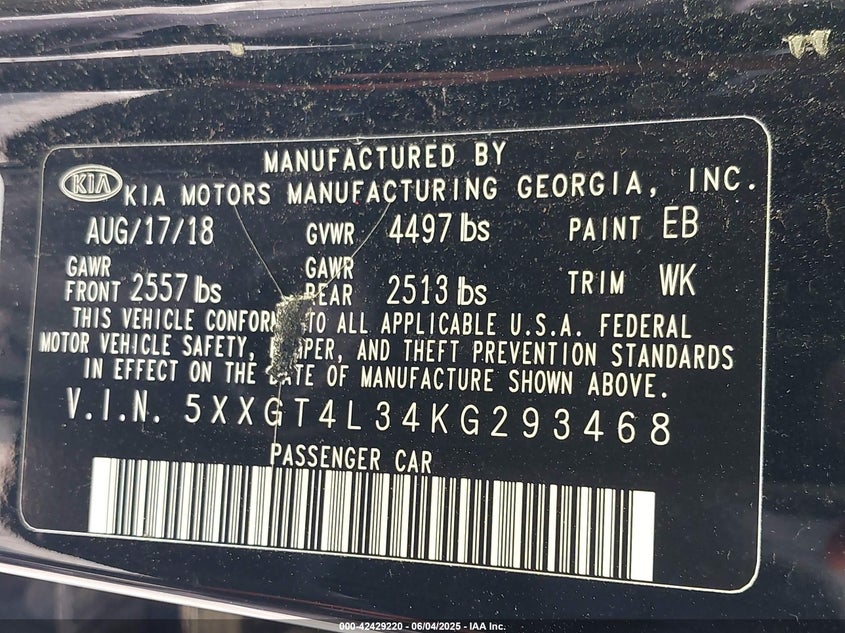 MANUFACTURED BY
KIA KIA MOTORS MANUFACTURING GEORGIA, INC.
AUG/17/18 GVWR 4497 lbs PAINT EB
GAWR FRONT 2557 lbs GAWR REAR 2513 lbs TRIM WK
THIS VEHICLE TO ALL APPLICABLE U.S.A. FEDERAL
MOTOR VEHICLE SAFETY, AND THEFT PREVENTION STANDARDS
IN EFFECT ON THE DATE OF MANUFACTURE SHOWN ABOVE.
V.I.N. 5XXGT4L34KG293468
PASSENGER CAR
000-42429220 - 06/04/2025 - IAA Inc.